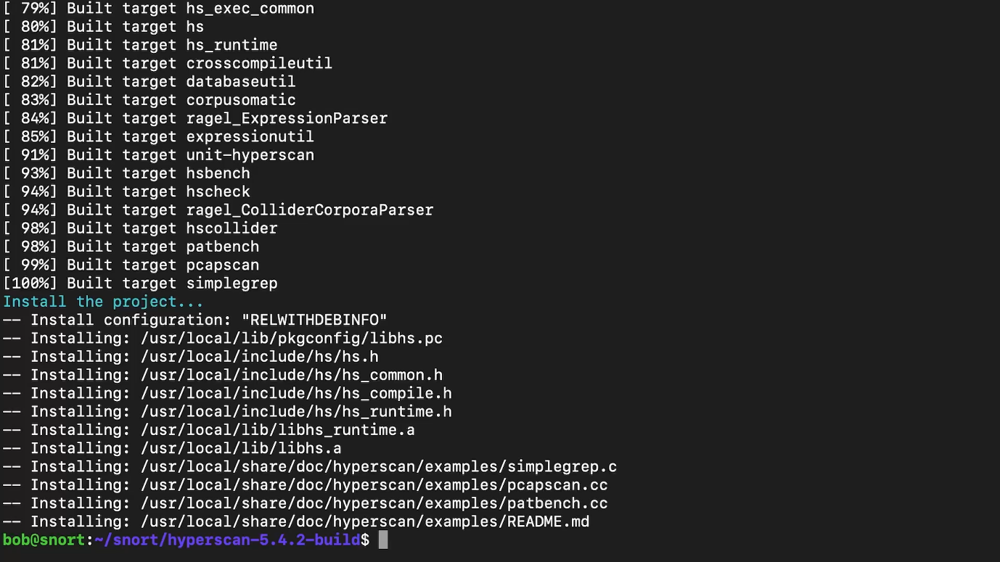 [ 79%] Built target hs_exec_common
[ 80%] Built target hs
[ 81%] Built target hs_runtime
[ 81%] Built target crosscompileutil
[ 82%] Built target databaseutil
[ 83%] Built target corpusomatic
[ 84%] Built target ragel_ExpressionParser
[ 85%] Built target expressionutil
[ 91%] Built target unit-hyperscan
[ 93%] Built target hsbench
[ 94%] Built target hscheck
[ 94%] Built target ragel_ColliderCorporaParser
[ 98%] Built target hscollider
[ 98%] Built target patbench
[ 99%] Built target pcapscan
[100%] Built target simplegrep
Install the project...
-- Install configuration: "RELWITHDEBINFO"
-- Installing: /usr/local/lib/pkgconfig/libhs.pc
-- Installing: /usr/local/include/hs/hs.h
-- Installing: /usr/local/include/hs/hs_common.h
-- Installing: /usr/local/include/hs/hs_compile.h
-- Installing: /usr/local/include/hs/hs_runtime.h
-- Installing: /usr/local/lib/libhs_runtime.a
-- Installing: /usr/local/lib/libhs.a
-- Installing: /usr/local/share/doc/hyperscan/examples/simplegrep.c
-- Installing: /usr/local/share/doc/hyperscan/examples/pcapscan.cc
-- Installing: /usr/local/share/doc/hyperscan/examples/patbench.cc
-- Installing: /usr/local/share/doc/hyperscan/examples/README.md
bob@snort:~/snort/hyperscan-5.4.2-build$